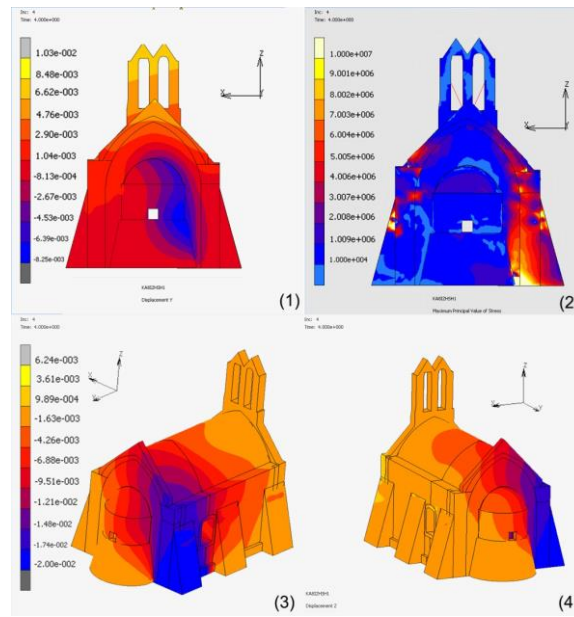 Inc: 4
Time: 4.000e+000
1.03e-002
8.48e-003
6.62e-003
4.76e-003
2.90e-003
1.04e-003
-8.13e-004
-2.67e-003
-4.53e-003
-6.39e-003
-8.25e-003
Z
X
Y
Displacement Y
(1)
Inc: 4
Time: 4.000e+000
1.000e+007
9.001e+006
8.002e+006
7.003e+006
6.004e+006
5.005e+006
4.006e+006
3.007e+006
2.008e+006
1.009e+006
1.000e+004
Z
X
Y
Maximum Principal Value of Stress
(2)
Inc: 4
Time: 4.000e+000
6.24e-003
3.61e-003
9.89e-004
-1.63e-003
-4.26e-003
-6.88e-003
-9.51e-003
-1.21e-002
-1.48e-002
-1.74e-002
-2.00e-002
Z
X
Y
(3)
Inc: 4
Time: 4.000e+000
Z
X
Y
Displacement Z
(4)